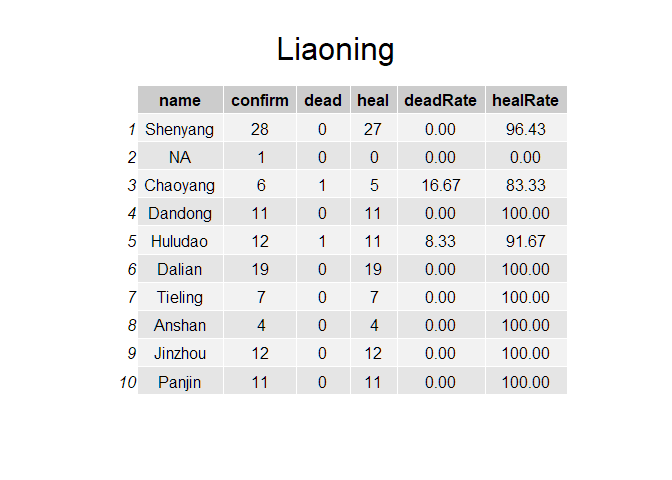 Liaoning
name confirm dead heal deadRate healRate
1 Shenyang 28 0 27 0.00 96.43
2 NA 1 0 0 0.00 0.00
3 Chaoyang 6 1 5 16.67 83.33
4 Dandong 11 0 11 0.00 100.00
5 Huludao 12 1 11 8.33 91.67
6 Dalian 19 0 19 0.00 100.00
7 Tieling 7 0 7 0.00 100.00
8 Anshan 4 0 4 0.00 100.00
9 Jinzhou 12 0 12 0.00 100.00
10 Panjin 11 0 11 0.00 100.00